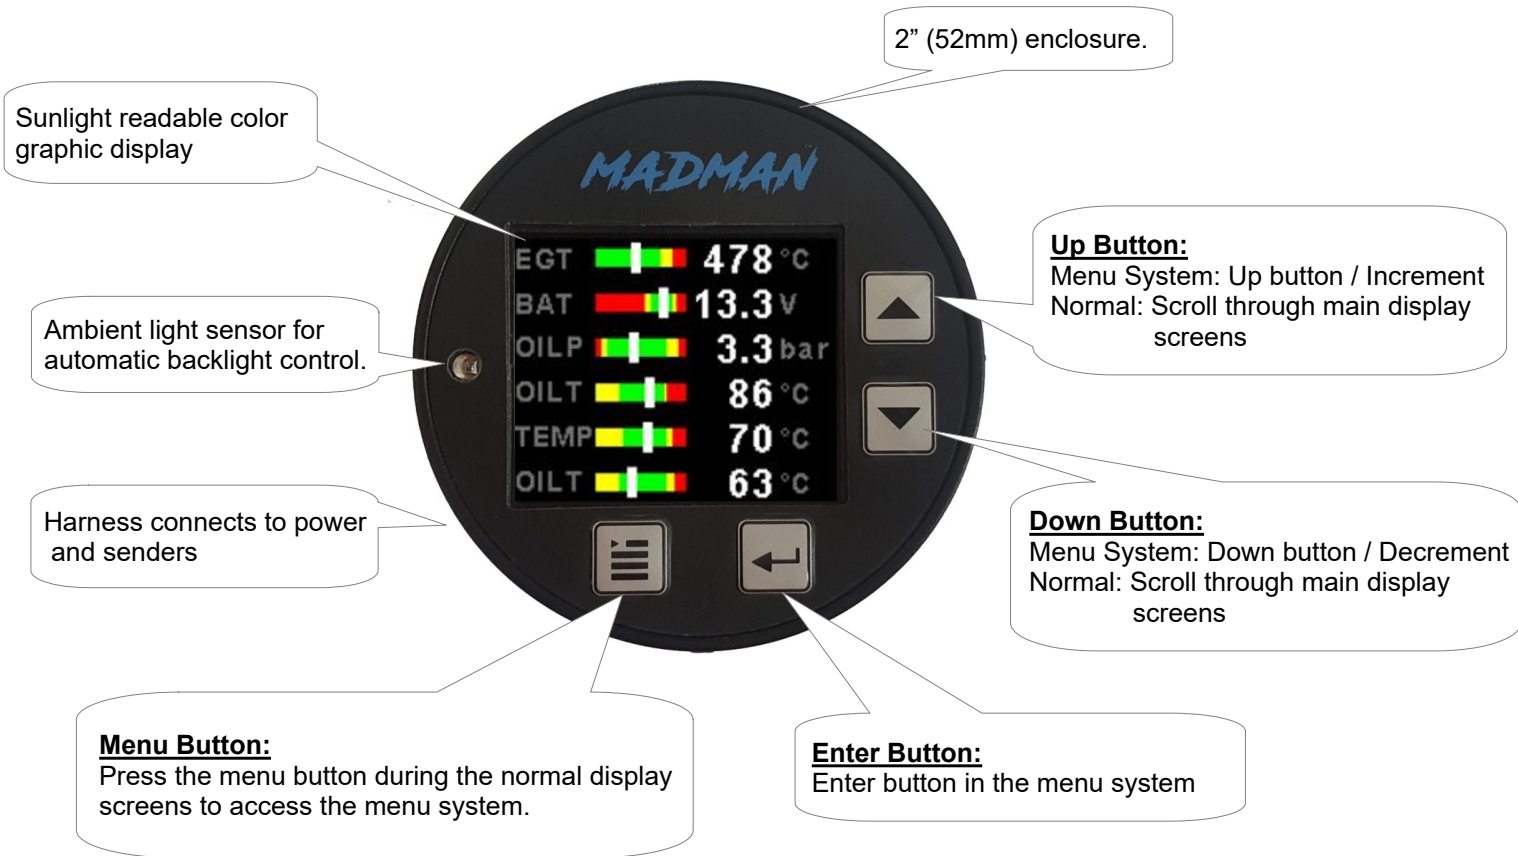 2” (52mm) enclosure.
Sunlight readable color
graphic display
MADMAN
EGT 478 °C
BAT 13.3 V
OILP 3.3 bar
OILT 86 °C
TEMP 70 °C
OILT 63 °C
Up Button:
Menu System: Up button / Increment
Normal: Scroll through main display
screens
Ambient light sensor for
automatic backlight control.
Harness connects to power
and senders
Down Button:
Menu System: Down button / Decrement
Normal: Scroll through main display
screens
Menu Button:
Press the menu button during the normal display
screens to access the menu system.
Enter Button:
Enter button in the menu system